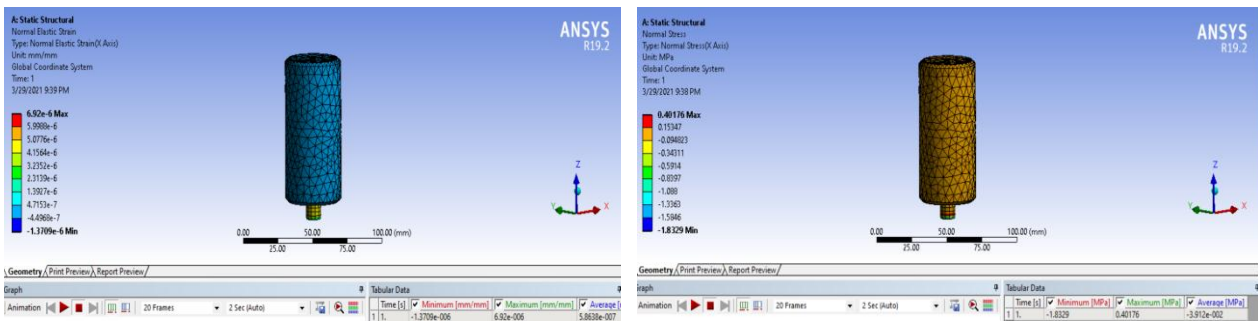 A: Static Structural
Normal Elastic Strain
Type: Normal Elastic Strain(X Axis)
Unit: mm/mm
Global Coordinate System
Time: 1
3/29/2021 9:39 PM
6.92e-6 Max
5.9988e-6
5.0776e-6
4.1564e-6
3.2352e-6
2.3139e-6
1.3927e-6
4.7153e-7
-4.4968e-7
-1.3709e-6 Min
ANSYS
R19.2
Z
Y
X
0.00
50.00
100.00 (mm)
25.00
75.00
Geometry Print Preview Report Preview
Graph
Animation
20 Frames
2 Sec (Auto)
Tabular Data
Time [s] Minimum [mm/mm] Maximum [mm/mm] Average [
1 1. -1.3709e-006 6.92e-006 5.8638e-007
A: Static Structural
Normal Stress
Type: Normal Stress(X Axis)
Unit: MPa
Global Coordinate System
Time: 1
3/29/2021 9:38 PM
0.40176 Max
0.15347
-0.094823
-0.34311
-0.5914
-0.8397
-1.088
-1.3363
-1.5846
-1.8329 Min
ANSYS
R19.2
Z
Y
X
0.00
50.00
100.00 (mm)
25.00
75.00
Geometry Print Preview Report Preview
Graph
Animation
20 Frames
2 Sec (Auto)
Tabular Data
Time [s] Minimum [MPa] Maximum [MPa] Average [MPa]
1 1. -1.8329 0.40176 -3.912e-002